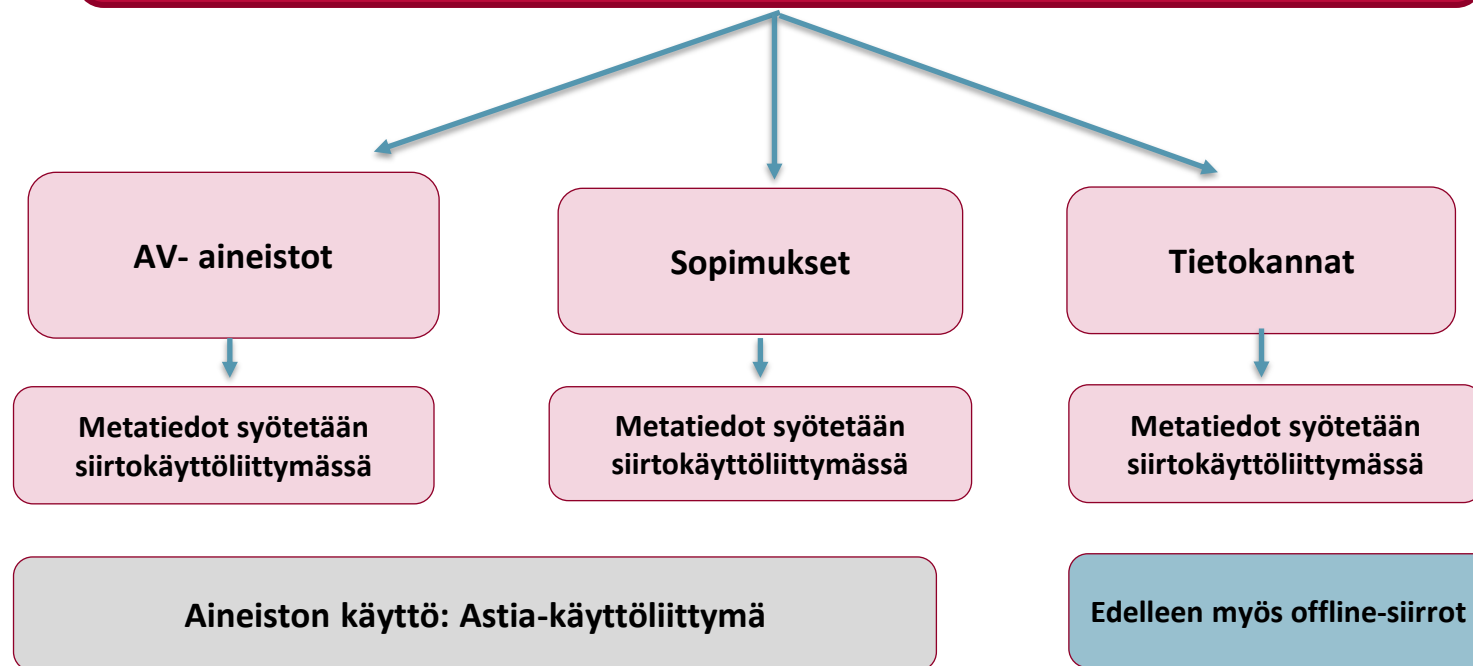 AV- aineistot
Sopimukset
Tietokannat
Metatiedot syötetään
siirtokäyttöliittymässä
Metatiedot syötetään
siirtokäyttöliittymässä
Metatiedot syötetään
siirtokäyttöliittymässä
Aineiston käyttö: Astia-käyttöliittymä
Edelleen myös offline-siirrot